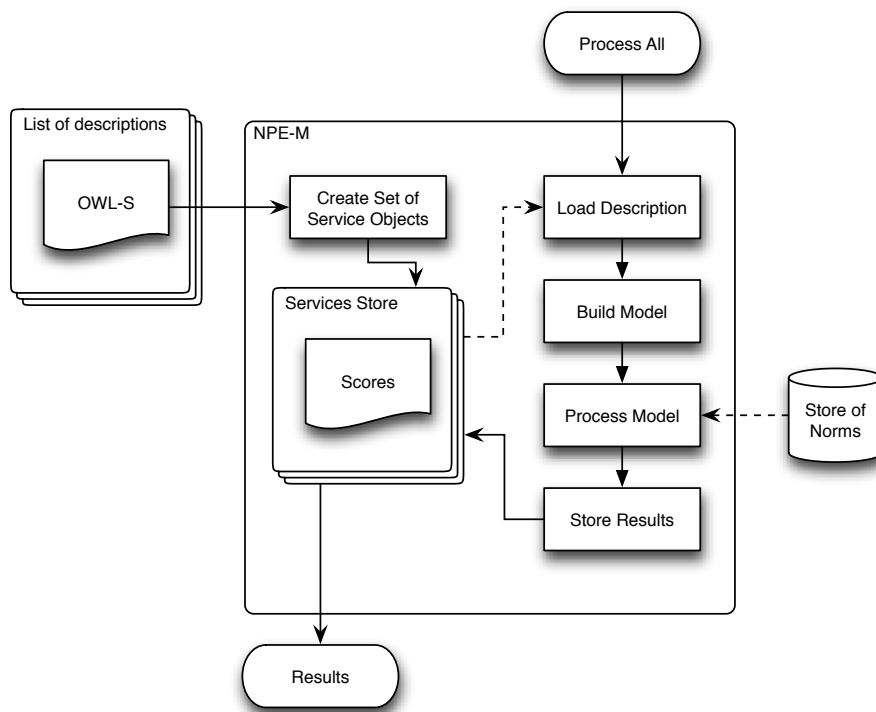 Process All
List of descriptions
OWL-S
NPE-M
Create Set of
Service Objects
Load Description
Services Store
Scores
Build Model
Process Model
Store of
Norms
Store Results
Results